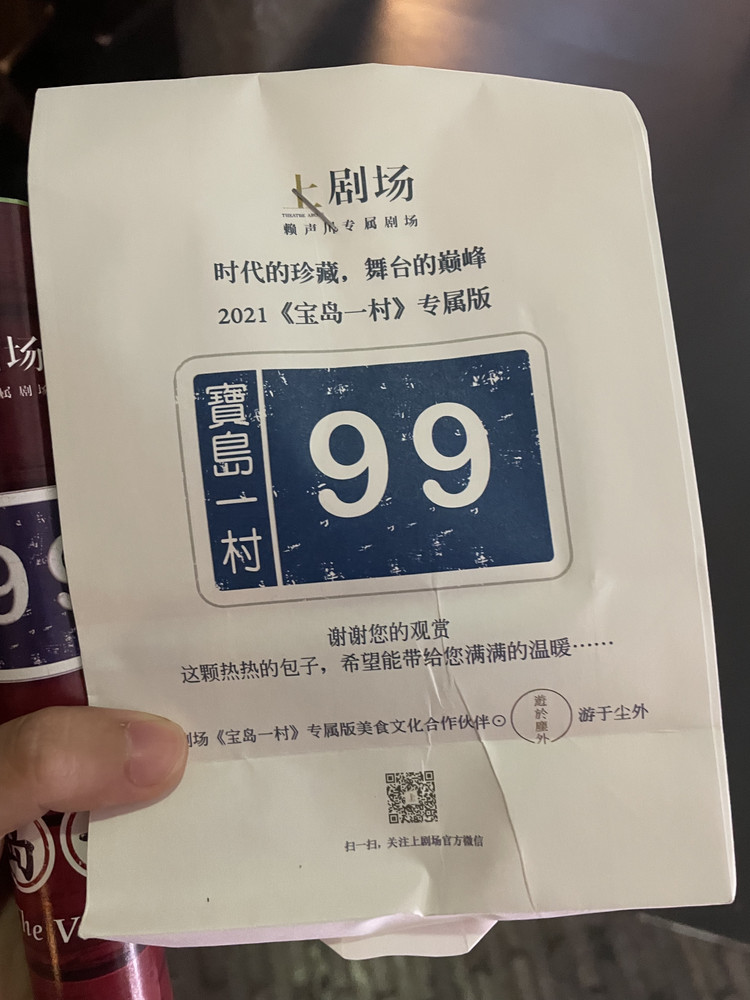 上剧场
THEATRE ABOVE
赖声川专属剧场
时代的珍藏，舞台的巅峰
2021《宝岛一村》专属版
寶島一村
99
谢谢您的观赏
这颗热热的包子，希望能带给您满满的温暖……
剧场《宝岛一村》专属版美食文化合作伙伴⊙
遊於塵外
游于尘外
扫一扫，关注上剧场官方微信
场
剧
99
he V